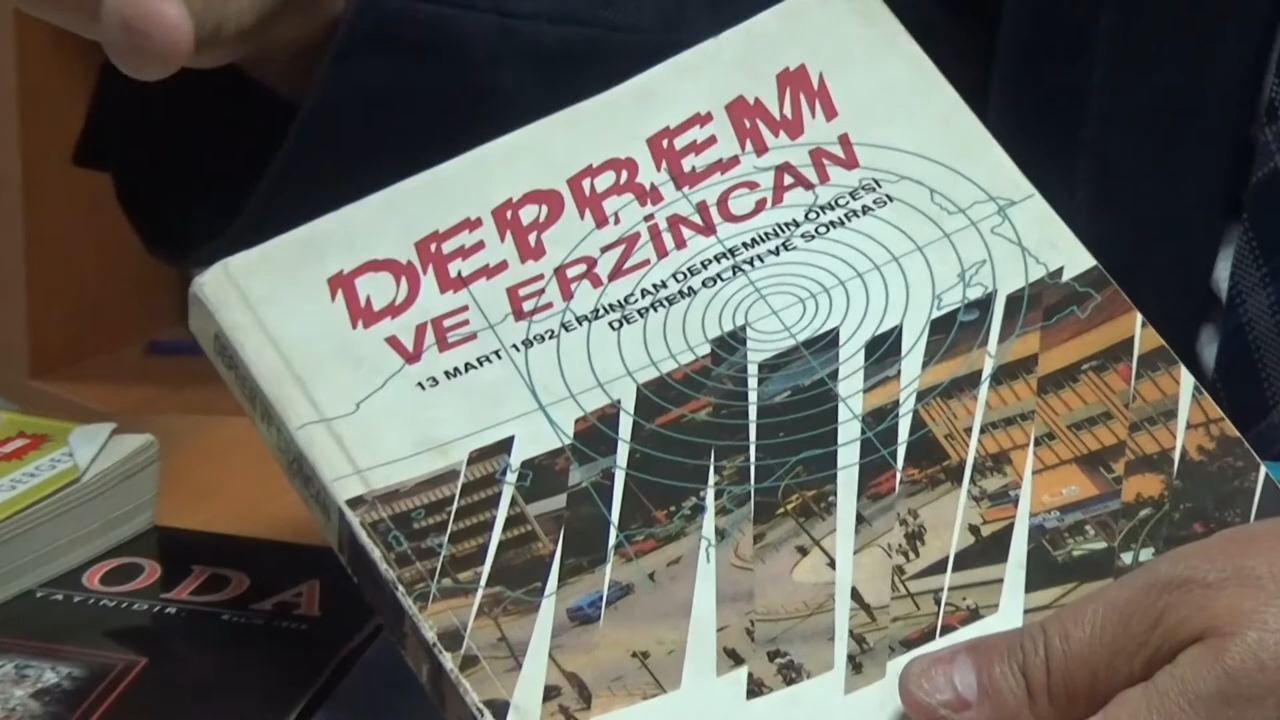 DEPREM
VE ERZİNCAN
13 MART 1992 ERZİNCAN DEPREMİNİN ÖNCESİ
DEPREM OLAYI VE SONRASI
ODA
YAYINIDIR.